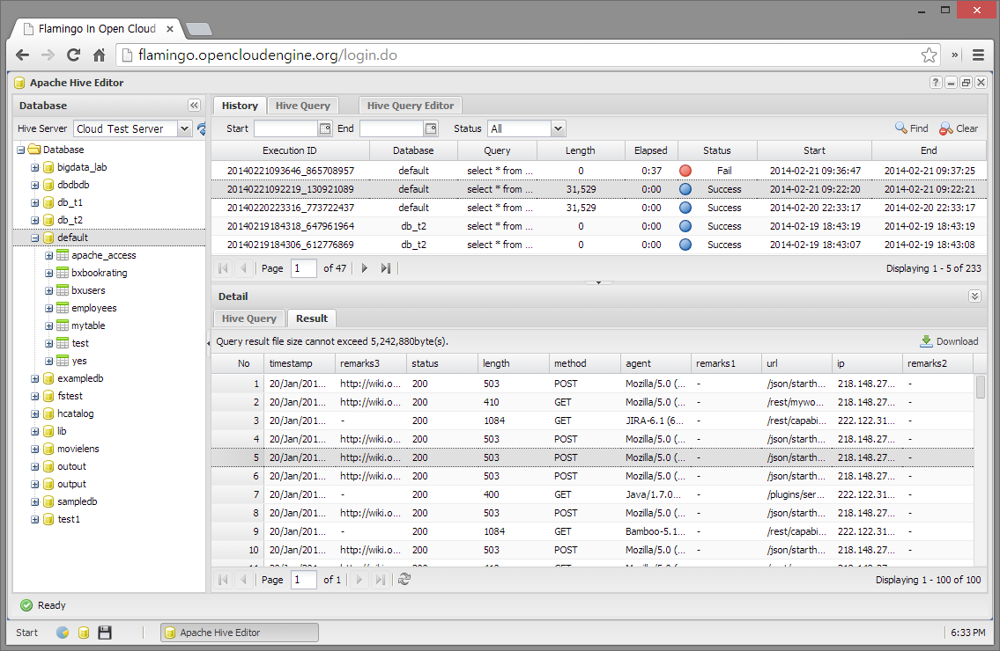 Flamingo In Open Cloud
flamingo.opencloudengine.org/login.do
Apache Hive Editor
Database
Hive Server Cloud Test Server
Database
bigdata_lab
dbdbdb
db_t1
db_t2
default
apache_access
bxbookrating
bxusers
employees
mytable
test
yes
exampledb
fstest
hcatalog
lib
movielens
outout
output
sampledb
test1
History Hive Query Hive Query Editor
Start End Status All Find Clear
Execution ID Database Query Length Elapsed Status Start End
20140221093646_865708957 default select * from ... 0 0:37 Fail 2014-02-21 09:36:47 2014-02-21 09:37:25
20140221092219_130921089 default select * from ... 31,529 0:00 Success 2014-02-21 09:22:20 2014-02-21 09:22:21
20140220223316_773722437 default select * from ... 31,529 0:00 Success 2014-02-20 22:33:17 2014-02-20 22:33:17
20140219184318_647961964 db_t2 select * from ... 0 0:00 Success 2014-02-19 18:43:19 2014-02-19 18:43:19
20140219184306_612776869 db_t2 select * from ... 0 0:00 Success 2014-02-19 18:43:07 2014-02-19 18:43:08
Page 1 of 47 Displaying 1 - 5 of 233
Detail
Hive Query Result
Query result file size cannot exceed 5,242,880byte(s). Download
No timestamp remarks3 status length method agent remarks1 url ip remarks2
1 20/Jan/201... http://wiki.o... 200 503 POST Mozilla/5.0 (... - /json/starth... 218.148.27... -
2 20/Jan/201... http://wiki.o... 200 410 GET Mozilla/5.0 (... - /rest/mywo... 218.148.27... -
3 20/Jan/201... - 200 1084 GET JIRA-6.1 (6... - /rest/capabi... 222.122.31... -
4 20/Jan/201... http://wiki.o... 200 503 POST Mozilla/5.0 (... - /json/starth... 218.148.27... -
5 20/Jan/201... http://wiki.o... 200 503 POST Mozilla/5.0 (... - /json/starth... 218.148.27... -
6 20/Jan/201... http://wiki.o... 200 503 POST Mozilla/5.0 (... - /json/starth... 218.148.27... -
7 20/Jan/201... - 200 400 GET Java/1.7.0... - /plugins/ser... 222.122.31... -
8 20/Jan/201... http://wiki.o... 200 503 POST Mozilla/5.0 (... - /json/starth... 218.148.27... -
9 20/Jan/201... - 200 1084 GET Bamboo-5.1... - /rest/capabi... 222.122.31... -
10 20/Jan/201... http://wiki.o... 200 503 POST Mozilla/5.0 (... - /json/starth... 218.148.27... -
Page 1 of 1 Displaying 1 - 100 of 100
Ready
Start Apache Hive Editor 6:33 PM